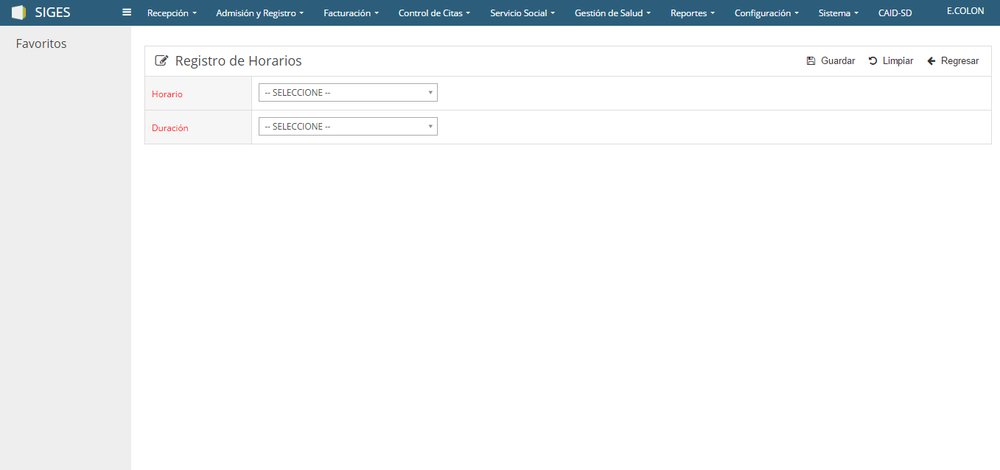 SIGES Recepción Admisión y Registro Facturación Control de Citas Servicio Social Gestión de Salud Reportes Configuración Sistema CAID-SD E.COLON
Favoritos
Registro de Horarios Guardar Limpiar Regresar
Horario -- SELECCIONE --
Duración -- SELECCIONE --